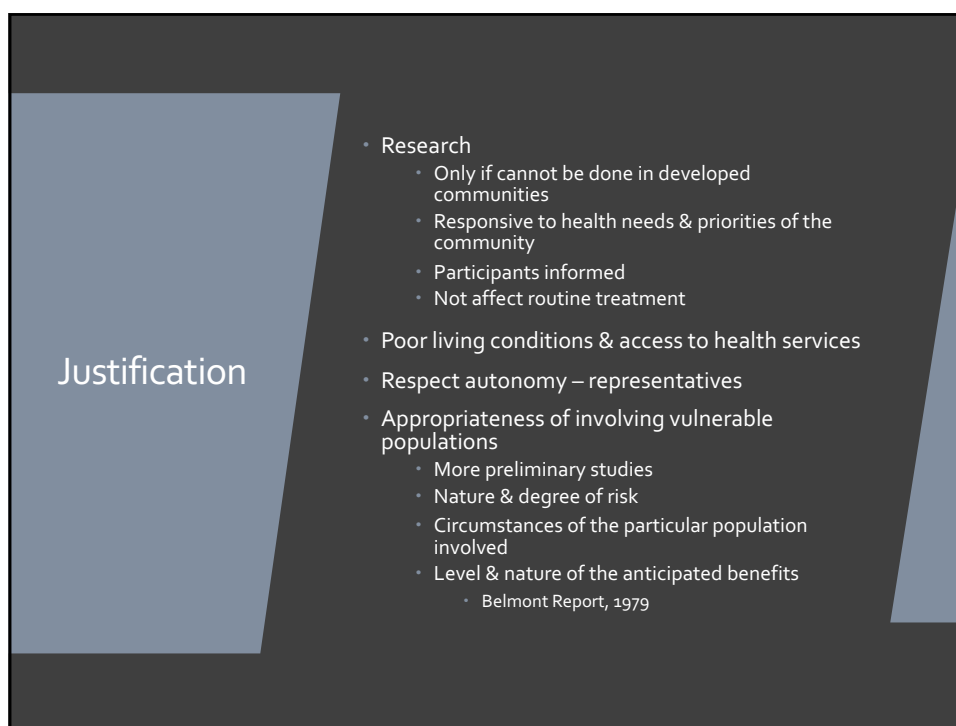 Justification
Research
Only if cannot be done in developed
communities
Responsive to health needs & priorities of the
community
Participants informed
Not affect routine treatment
Poor living conditions & access to health services
Respect autonomy – representatives
Appropriateness of involving vulnerable
populations
More preliminary studies
Nature & degree of risk
Circumstances of the particular population
involved
Level & nature of the anticipated benefits
Belmont Report, 1979